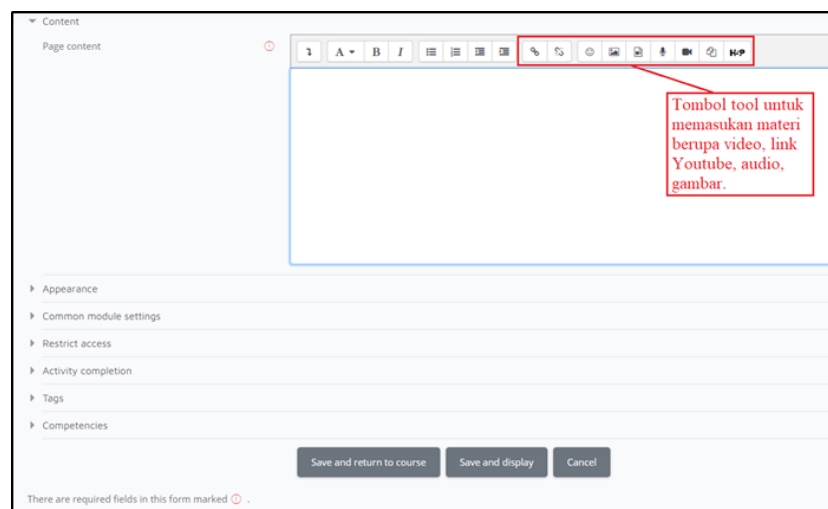 Content
Page content
A B I
H-P
Tombol tool untuk
memasukan materi
berupa video, link
Youtube, audio,
gambar.
Appearance
Common module settings
Restrict access
Activity completion
Tags
Competencies
Save and return to course Save and display Cancel
There are required fields in this form marked .